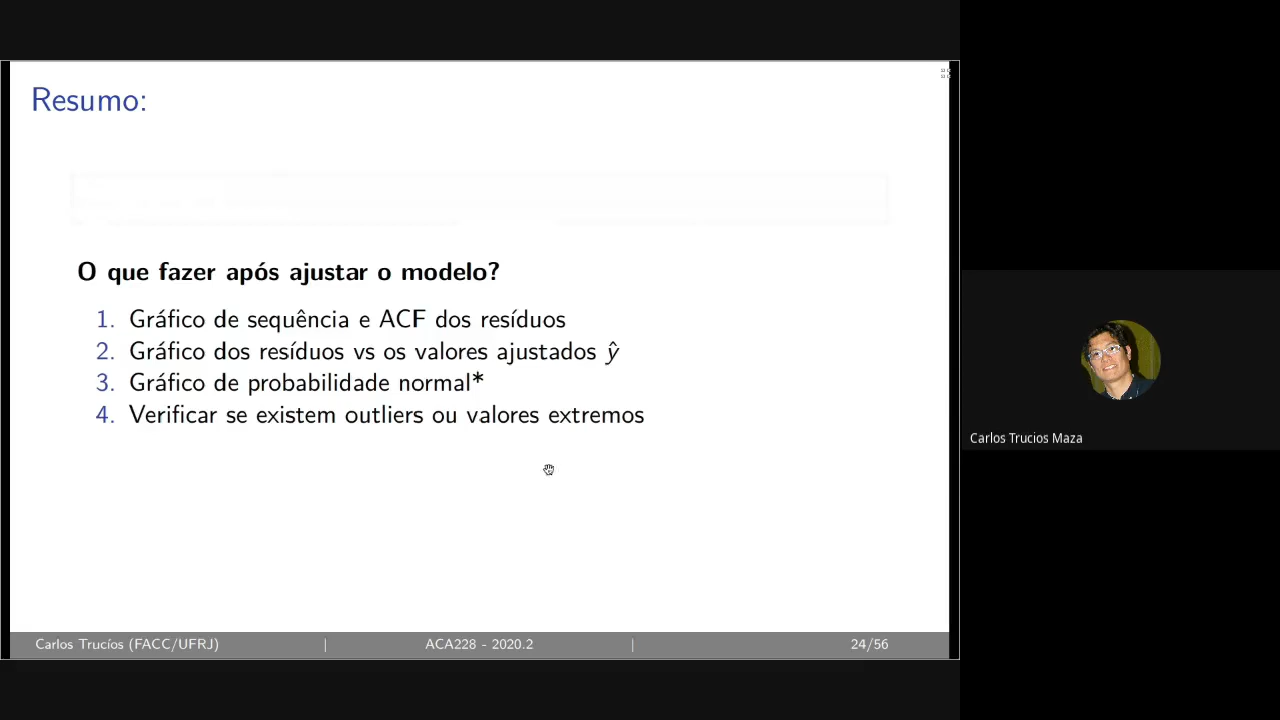 Resumo:
O que fazer após ajustar o modelo?
1. Gráfico de sequência e ACF dos resíduos
2. Gráfico dos resíduos vs os valores ajustados ŷ
3. Gráfico de probabilidade normal*
4. Verificar se existem outliers ou valores extremos
Carlos Trucíos (FACC/UFRJ) | ACA228 - 2020.2 | 24/56
Carlos Trucios Maza